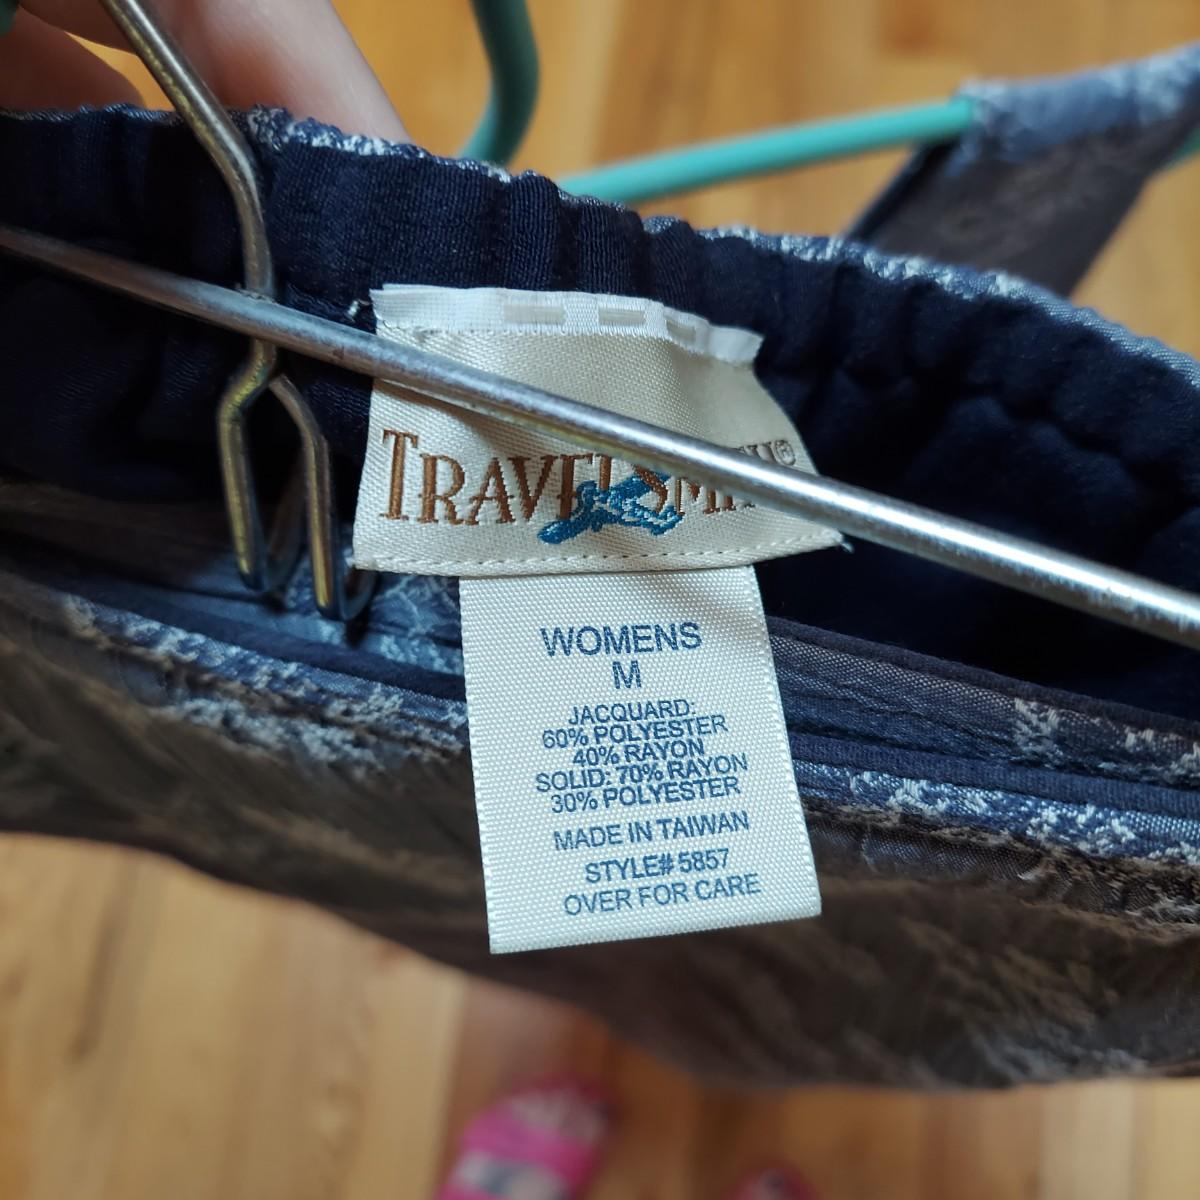 TRAVELSMITH®
WOMENS
M
JACQUARD:
60% POLYESTER
40% RAYON
SOLID: 70% RAYON
30% POLYESTER
MADE IN TAIWAN
STYLE# 5857
OVER FOR CARE